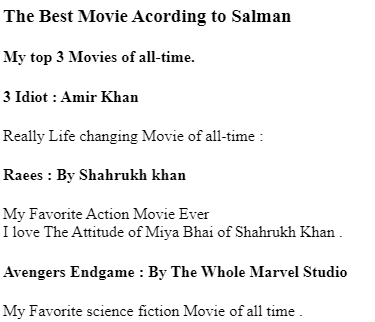 The Best Movie Acording to Salman
My top 3 Movies of all-time.
3 Idiot : Amir Khan
Really Life changing Movie of all-time :
Raees : By Shahrukh khan
My Favorite Action Movie Ever
I love The Attitude of Miya Bhai of Shahrukh Khan .
Avengers Endgame : By The Whole Marvel Studio
My Favorite science fiction Movie of all time .